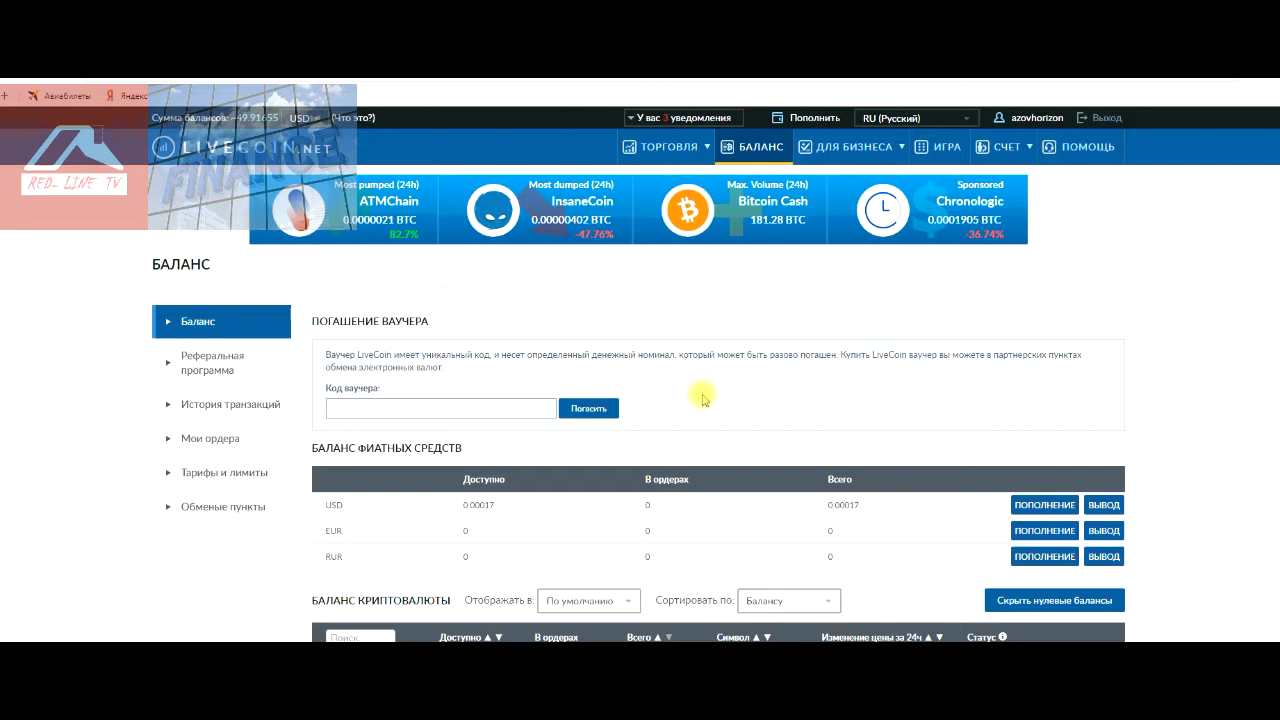 Авиабилеты Яндекс
Сумма балансов: ~49.91655 USD (Что это?) У вас 3 уведомления Пополнить RU (Русский) azovhorizon Выход
RED-LINE TV
FINANCE
LIVECOIN.NET ТОРГОВЛЯ БАЛАНС ДЛЯ БИЗНЕСА ИГРА СЧЕТ ПОМОЩЬ
Most pumped (24h)
ATMChain
0.0000021 BTC
82.7%
Most dumped (24h)
InsaneCoin
0.00000402 BTC
-47.76%
Max. Volume (24h)
Bitcoin Cash
181.28 BTC
Sponsored
Chronologic
0.0001905 BTC
-36.74%
БАЛАНС
Баланс
Реферальная
программа
История транзакций
Мои ордера
Тарифы и лимиты
Обменые пункты
ПОГАШЕНИЕ ВАУЧЕРА
Ваучер LiveCoin имеет уникальный код, и несет определенный денежный номинал, который может быть разово погашен. Купить LiveCoin ваучер вы можете в партнерских пунктах
обмена электронных валют.
Код ваучера:
Погасить
БАЛАНС ФИАТНЫХ СРЕДСТВ
Доступно В ордерах Всего
USD 0.00017 0 0.00017 ПОПОЛНЕНИЕ ВЫВОД
EUR 0 0 0 ПОПОЛНЕНИЕ ВЫВОД
RUR 0 0 0 ПОПОЛНЕНИЕ ВЫВОД
БАЛАНС КРИПТОВАЛЮТЫ Отображать в: По умолчанию Сортировать по: Балансу Скрыть нулевые балансы
Поиск Доступно В ордерах Всего Символ Изменение цены за 24ч Статус